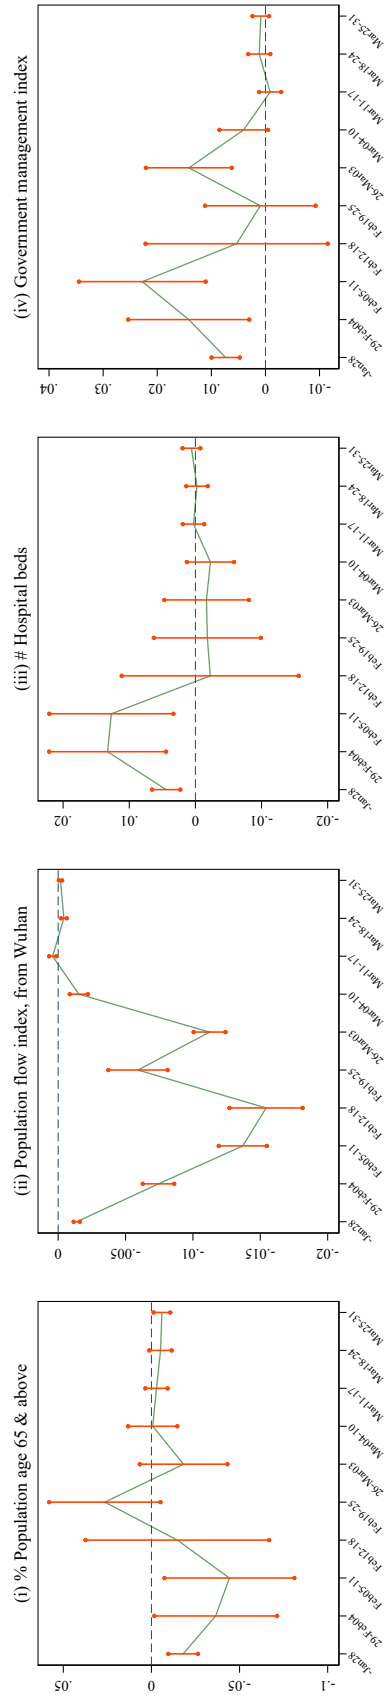 (i) % Population age 65 & above
.05
0
-.05
-.1
-Jan28
29-Feb04
Feb05-11
Feb12-18
Feb19-25
26-Mar03
Mar04-10
Mar11-17
Mar18-24
Mar25-31
(ii) Population flow index, from Wuhan
0
-.005
-.01
-.015
-.02
-Jan28
29-Feb04
Feb05-11
Feb12-18
Feb19-25
26-Mar03
Mar04-10
Mar11-17
Mar18-24
Mar25-31
(iii) # Hospital beds
.02
.01
0
-.01
-.02
-Jan28
29-Feb04
Feb05-11
Feb12-18
Feb19-25
26-Mar03
Mar04-10
Mar11-17
Mar18-24
Mar25-31
(iv) Government management index
.04
.03
.02
.01
0
-.01
-Jan28
29-Feb04
Feb05-11
Feb12-18
Feb19-25
26-Mar03
Mar04-10
Mar11-17
Mar18-24
Mar25-31